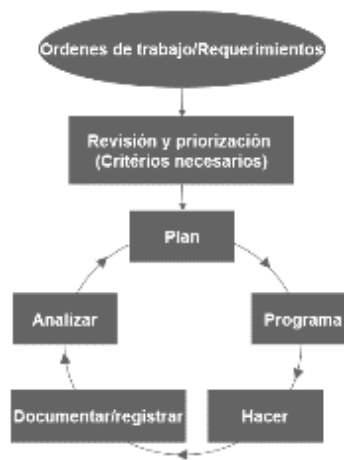 Ordenes de trabajo/Requerimientos
Revisión y priorización
(Critérios necesarios)
Plan
Analizar
Programa
Documentar/registrar
Hacer